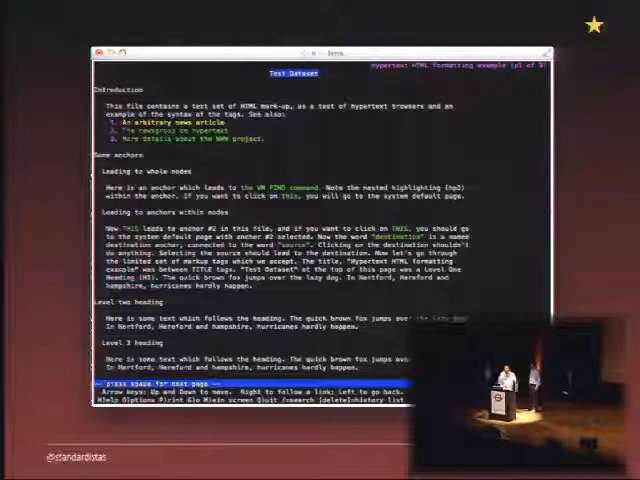 n — lynx
Hypertext HTML formatting example (p1 of 3)
Test Dataset
Introduction
This file contains a test set of HTML mark-up, as a test of hypertext browsers and an
example of the syntax of the tags. See also:
1. An arbitrary news article
2. The newsgroup on hypertext
3. More details about the WWW project.
Some anchors
Leading to whole nodes
Here is an anchor which leads to the VM FIND command. Note the nested highlighting (hp2)
within the anchor. if you want to click on this, you will go to the system default page.
Leading to anchors within nodes
Now THIS leads to anchor #2 in this file, and if you want to click on THIS, you should go
to the system default page with anchor #2 selected. Now the word "destination" is a named
destination anchor, connected to the word "source". Clicking on the destination shouldn't
do anything. Selecting the source should lead to the destination. Now let's go through
the limited set of markup tags which we accept. The title, "Hypertext HTML formatting
example" was between TITLE tags. "Test Dataset" at the top of this page was a Level One
Heading (H1). The quick brown fox jumps over the lazy dog. In Hertford, Hereford and
hampshire, hurricanes hardly happen.
Level two heading
Here is some text which follows the heading. The quick brown fox jumps over the lazy dog.
In Hertford, Hereford and hampshire, hurricanes hardly happen.
Level 3 heading
Here is some text which follows the heading. The quick brown fox jumps
In Hertford, Hereford and hampshire, hurricanes hardly happen.
-- press space for next page --
Arrow keys: Up and Down to move. Right to follow a link; Left to go back.
H)elp O)ptions P)rint G)o M)ain screen Q)uit /=search [delete]=history list
@standardistas